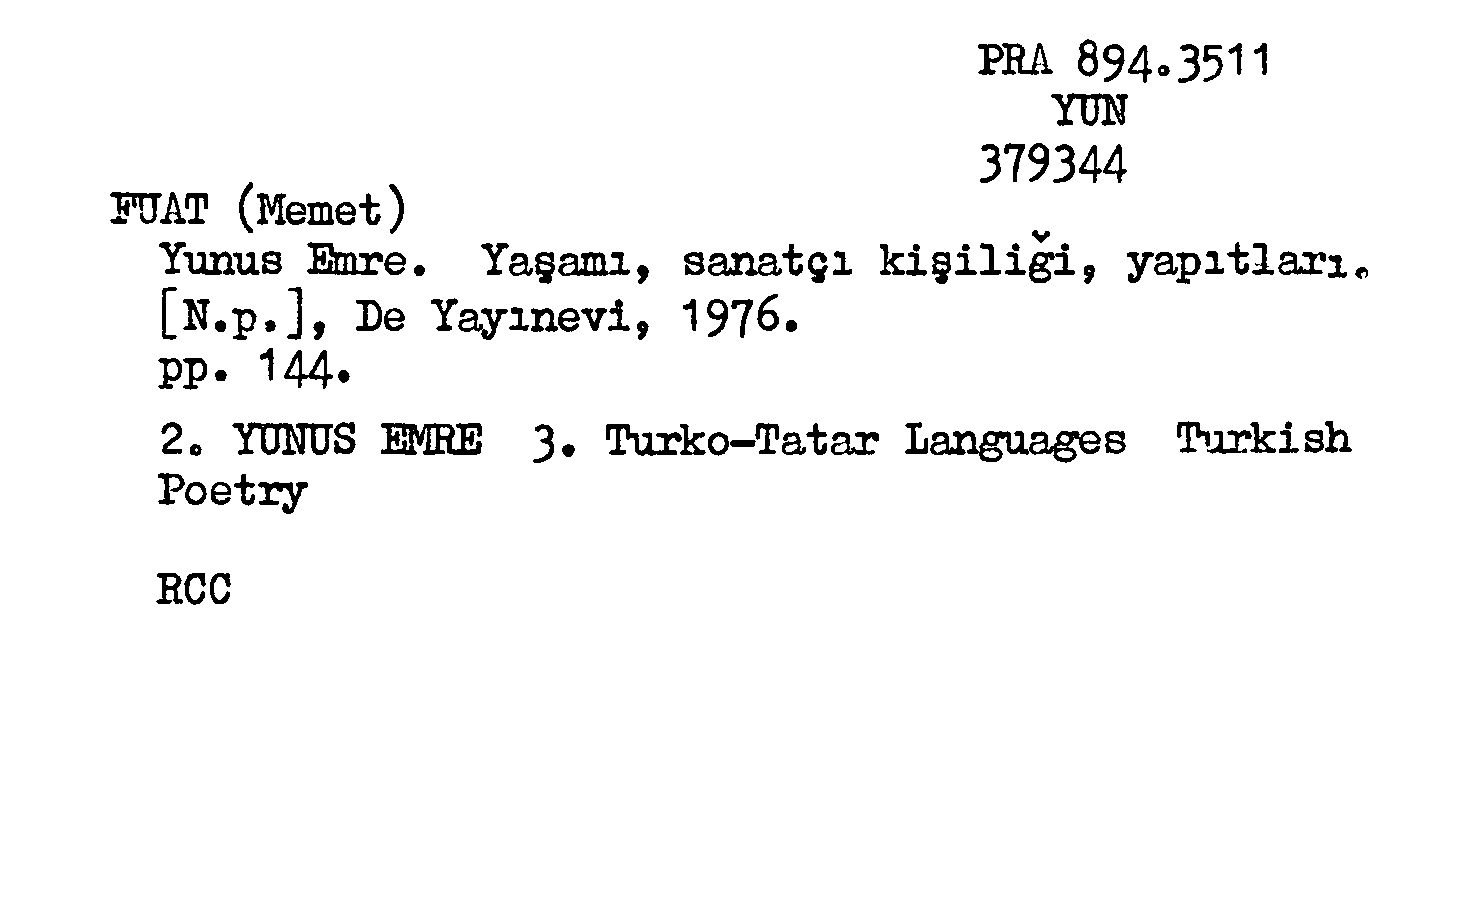 PRA 894.3511
YUN
379344
FUAT (Memet)
Yunus Emre. Yaşamı, sanatçı kişiliği, yapıtları.
[N.p.], De Yayınevi, 1976.
pp. 144.
2. YUNUS EMRE 3. Turko-Tatar Languages Turkish
Poetry
RCC